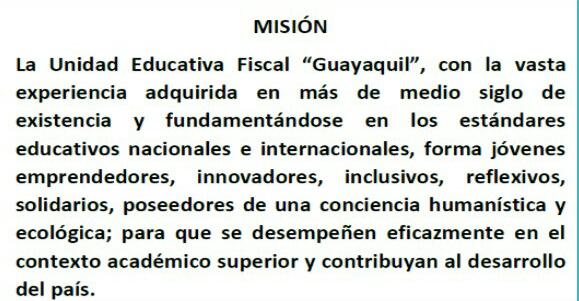 MISIÓN
La Unidad Educativa Fiscal “Guayaquil”, con la vasta
experiencia adquirida en más de medio siglo de
existencia y fundamentándose en los estándares
educativos nacionales e internacionales, forma jóvenes
emprendedores, innovadores, inclusivos, reflexivos,
solidarios, poseedores de una conciencia humanística y
ecológica; para que se desempeñen eficazmente en el
contexto académico superior y contribuyan al desarrollo
del país.